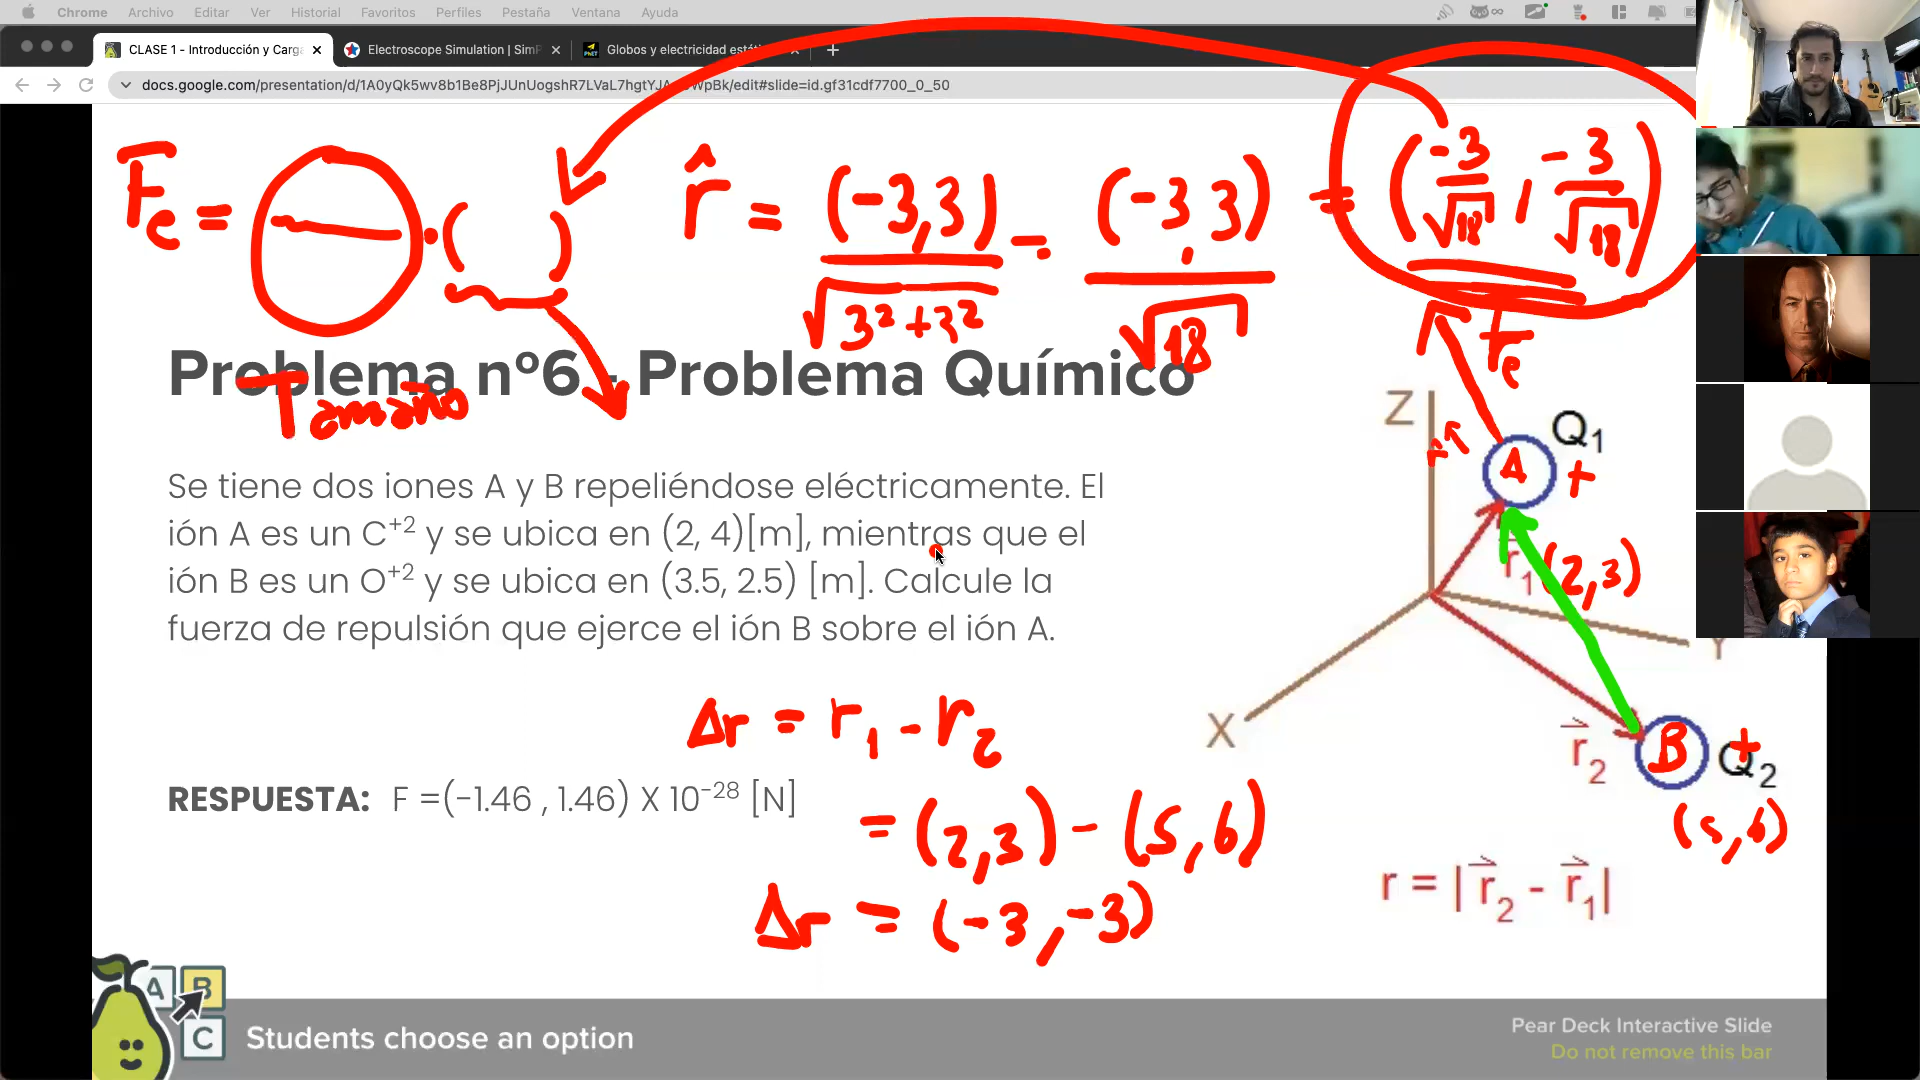 Chrome Archivo Editar Ver Historial Favoritos Perfiles Pestaña Ventana Ayuda
CLASE 1 - Introducción y Carga
Electroscope Simulation | SimP
Globos y electricidad estát
docs.google.com/presentation/d/1A0yQk5wv8b1Be8PjJUnUogshR7LVaL7hgtYJ
WpBk/edit#slide=id.gf31cdf7700_0_50
Fe = · ( )
r̂ = (-3,3) / √(3² + 3²) = (-3,3) / √18 = (-3/√18 , -3/√18)
Fe
Problema nº6 - Problema Químico
Tamaño
Se tiene dos iones A y B repeliéndose eléctricamente. El
ión A es un C⁺² y se ubica en (2, 4)[m], mientras que el
ión B es un O⁺² y se ubica en (3.5, 2.5) [m]. Calcule la
fuerza de repulsión que ejerce el ión B sobre el ión A.
Z
Q₁
r
A +
r₁ (2,3)
Y
X
r⃗₂
B + Q₂
(5,6)
Δr = r₁ - r₂
RESPUESTA: F =(-1.46 , 1.46) X 10⁻²⁸ [N]
= (2,3) - (5,6)
Δr = (-3,-3)
r = |r⃗₂ - r⃗₁|
A B
C
Students choose an option
Pear Deck Interactive Slide
Do not remove this bar